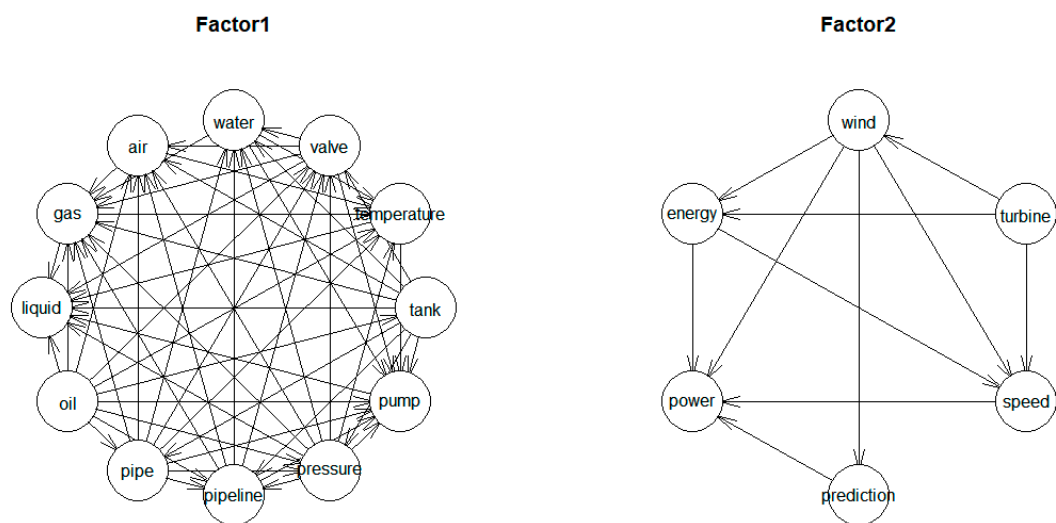 Factor1
water
air
valve
gas
temperature
liquid
tank
oil
pump
pipe
pressure
pipeline
Factor2
wind
energy
turbine
power
speed
prediction